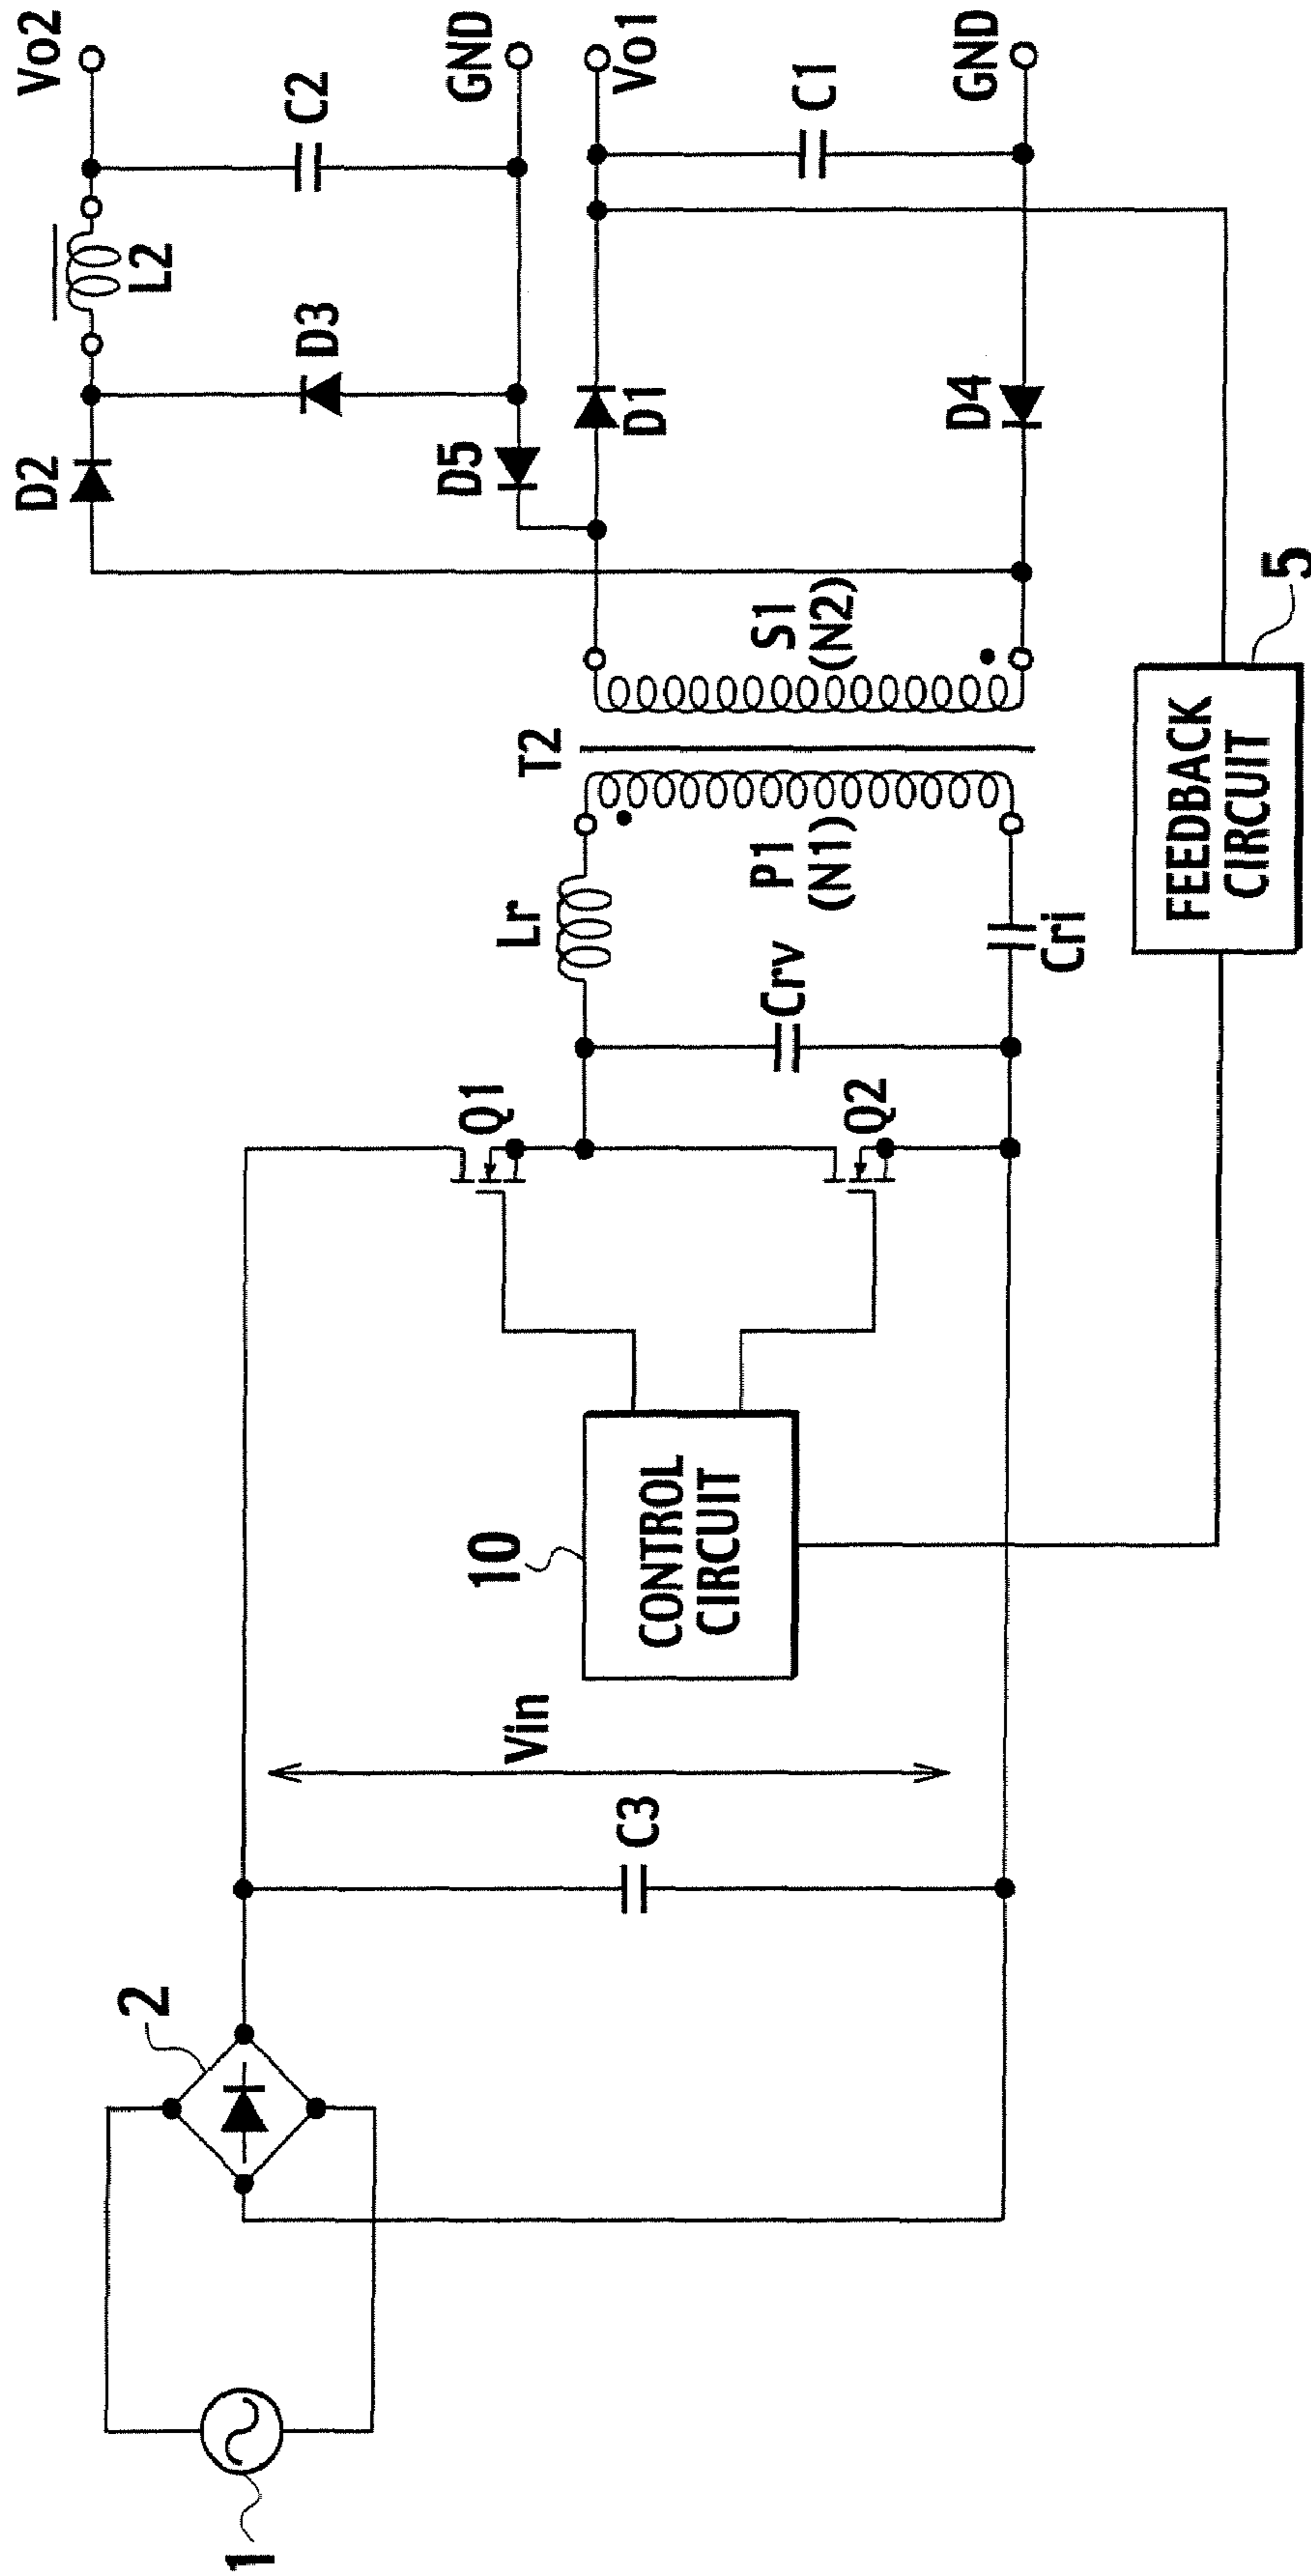 1
2
C3
Vin
10
CONTROL
CIRCUIT
Q1
Q2
Lr
Crv
Cri
P1
(N1)
T2
S1
(N2)
D2
D3
L2
C2
Vo2
D5
GND
D1
Vo1
C1
D4
GND
FEEDBACK
CIRCUIT
5